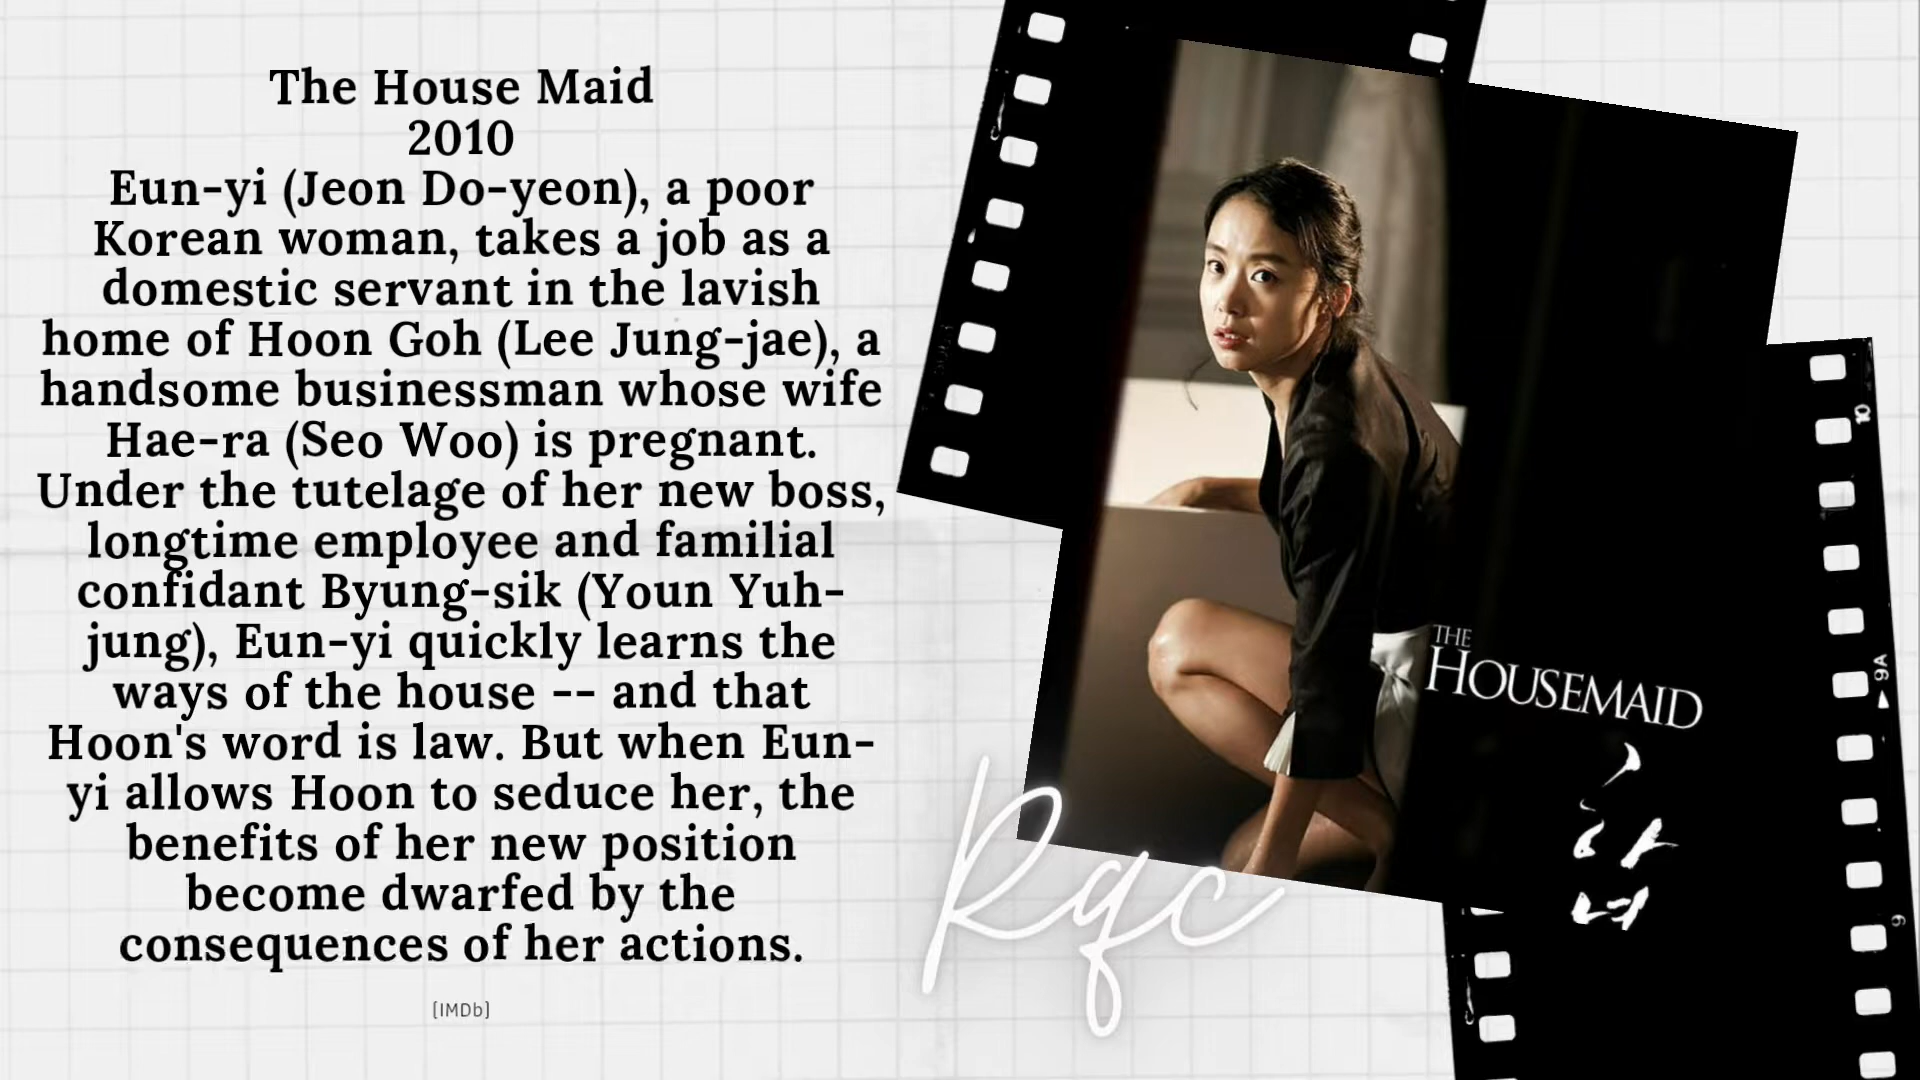 The House Maid
2010
Eun-yi (Jeon Do-yeon), a poor
Korean woman, takes a job as a
domestic servant in the lavish
home of Hoon Goh (Lee Jung-jae), a
handsome businessman whose wife
Hae-ra (Seo Woo) is pregnant.
Under the tutelage of her new boss,
longtime employee and familial
confidant Byung-sik (Youn Yuh-
jung), Eun-yi quickly learns the
ways of the house -- and that
Hoon's word is law. But when Eun-
yi allows Hoon to seduce her, the
benefits of her new position
become dwarfed by the
consequences of her actions.
[IMDb]
THE
HOUSEMAID
하
녀
Rqc
9A
9